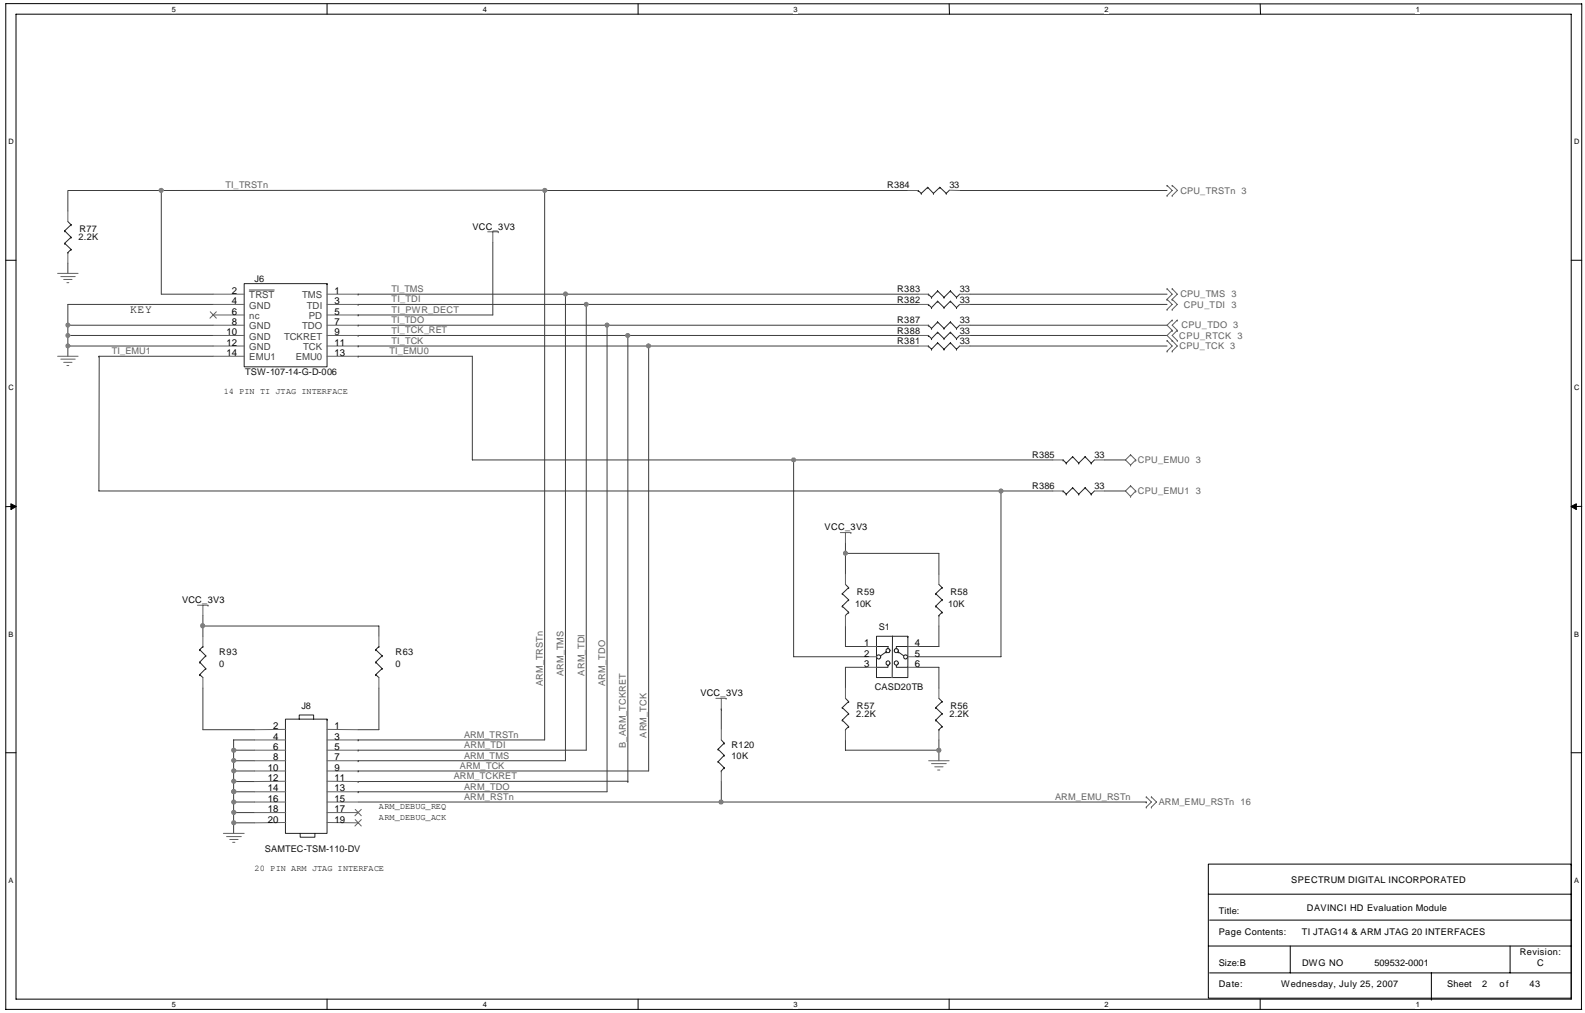 5 4 3 2 1
D D
TI_TRSTn R384 33 CPU_TRSTn 3
R77
2.2K
VCC_3V3
J6
2 TRST TMS 1 TI_TMS R383 33 CPU_TMS 3
4 GND TDI 3 TI_TDI R382 33 CPU_TDI 3
KEY 6 nc PD 5 TI_PWR_DECT
8 GND TDO 7 TI_TDO R387 33 CPU_TDO 3
10 GND TCKRET 9 TI_TCK_RET R388 33 CPU_RTCK 3
12 GND TCK 11 TI_TCK R381 33 CPU_TCK 3
TI_EMU1 14 EMU1 EMU0 13 TI_EMU0
TSW-107-14-G-D-006
14 PIN TI JTAG INTERFACE
C C
R385 33 CPU_EMU0 3
R386 33 CPU_EMU1 3
VCC_3V3
R59
10K
R58
10K
VCC_3V3
R93
0
R63
0
B B
S1
1 4
2 5
3 6
CASD20TB
R57
2.2K
R56
2.2K
ARM_TRSTn
ARM_TMS
ARM_TDI
ARM_TDO
B_ARM_TCKRET
ARM_TCK
VCC_3V3
R120
10K
J8
2 1
4 3 ARM_TRSTn
6 5 ARM_TDI
8 7 ARM_TMS
10 9 ARM_TCK
12 11 ARM_TCKRET
14 13 ARM_TDO
16 15 ARM_RSTn ARM_EMU_RSTn ARM_EMU_RSTn 16
18 17 ARM_DEBUG_REQ
20 19 ARM_DEBUG_ACK
SAMTEC-TSM-110-DV
20 PIN ARM JTAG INTERFACE
A A
SPECTRUM DIGITAL INCORPORATED
Title: DAVINCI HD Evaluation Module
Page Contents: TI JTAG14 & ARM JTAG 20 INTERFACES
Size:B DWG NO 509532-0001 Revision: C
Date: Wednesday, July 25, 2007 Sheet 2 of 43
5 4 3 2 1